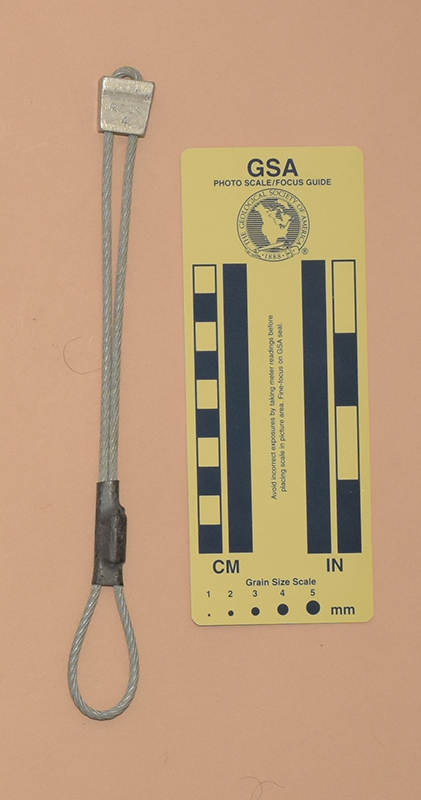 4
GSA
PHOTO SCALE/FOCUS GUIDE
THE GEOLOGICAL SOCIETY OF AMERICA
·1888·
®
Avoid incorrect exposures by taking meter readings before
placing scale in picture area. Fine-focus on GSA seal.
CM
IN
Grain Size Scale
1 2 3 4 5
mm